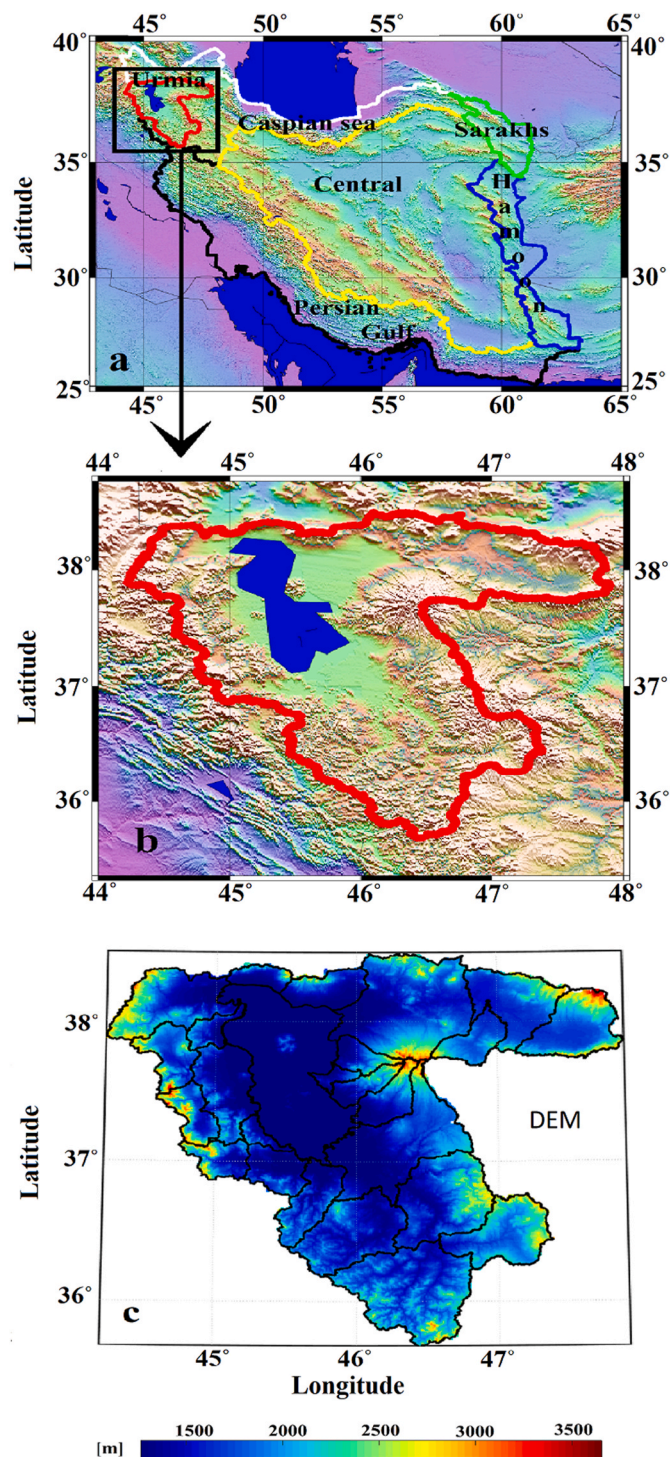 45° 50° 55° 60° 65°
40° 40°
Urmia
Caspian sea
Sarakhs
Latitude
35° 35°
Central
Hamoon
30° 30°
Persian
Gulf
a
25° 25°
45° 50° 55° 60° 65°
44° 45° 46° 47° 48°
Latitude
38° 38°
37° 37°
36° 36°
b
44° 45° 46° 47° 48°
38°
DEM
Latitude
37°
36°
c
45° 46° 47°
Longitude
[m] 1500 2000 2500 3000 3500